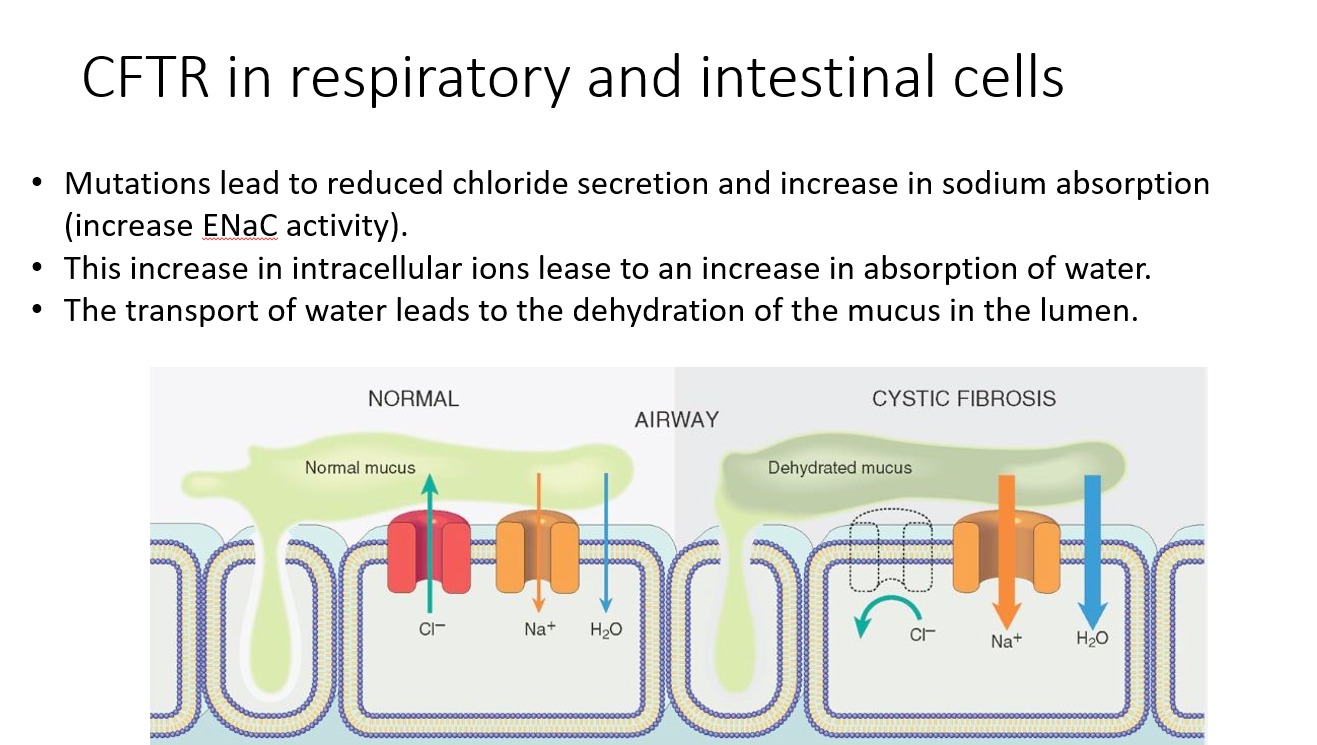 CFTR in respiratory and intestinal cells
• Mutations lead to reduced chloride secretion and increase in sodium absorption
(increase ENaC activity).
• This increase in intracellular ions lease to an increase in absorption of water.
• The transport of water leads to the dehydration of the mucus in the lumen.
NORMAL
CYSTIC FIBROSIS
AIRWAY
Normal mucus
Dehydrated mucus
Cl⁻
Na⁺
H₂O
Cl⁻
Na⁺
H₂O